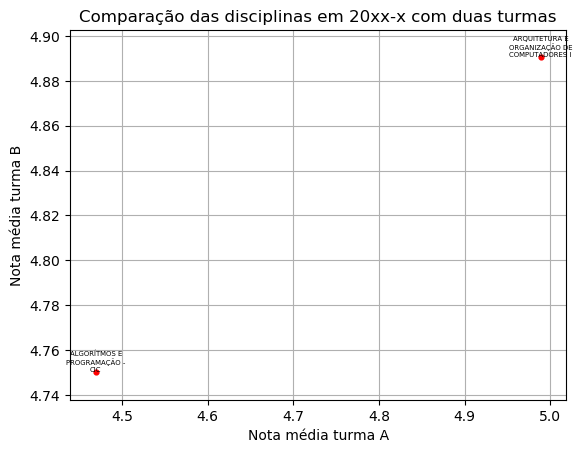 Comparação das disciplinas em 20xx-x com duas turmas
4.90
4.88
4.86
4.84
4.82
4.80
4.78
4.76
4.74
Nota média turma B
ARQUITETURA E
ORGANIZAÇÃO DE
COMPUTADORES I
ALGORÍTMOS E
PROGRAMAÇÃO -
CIC
4.5 4.6 4.7 4.8 4.9 5.0
Nota média turma A